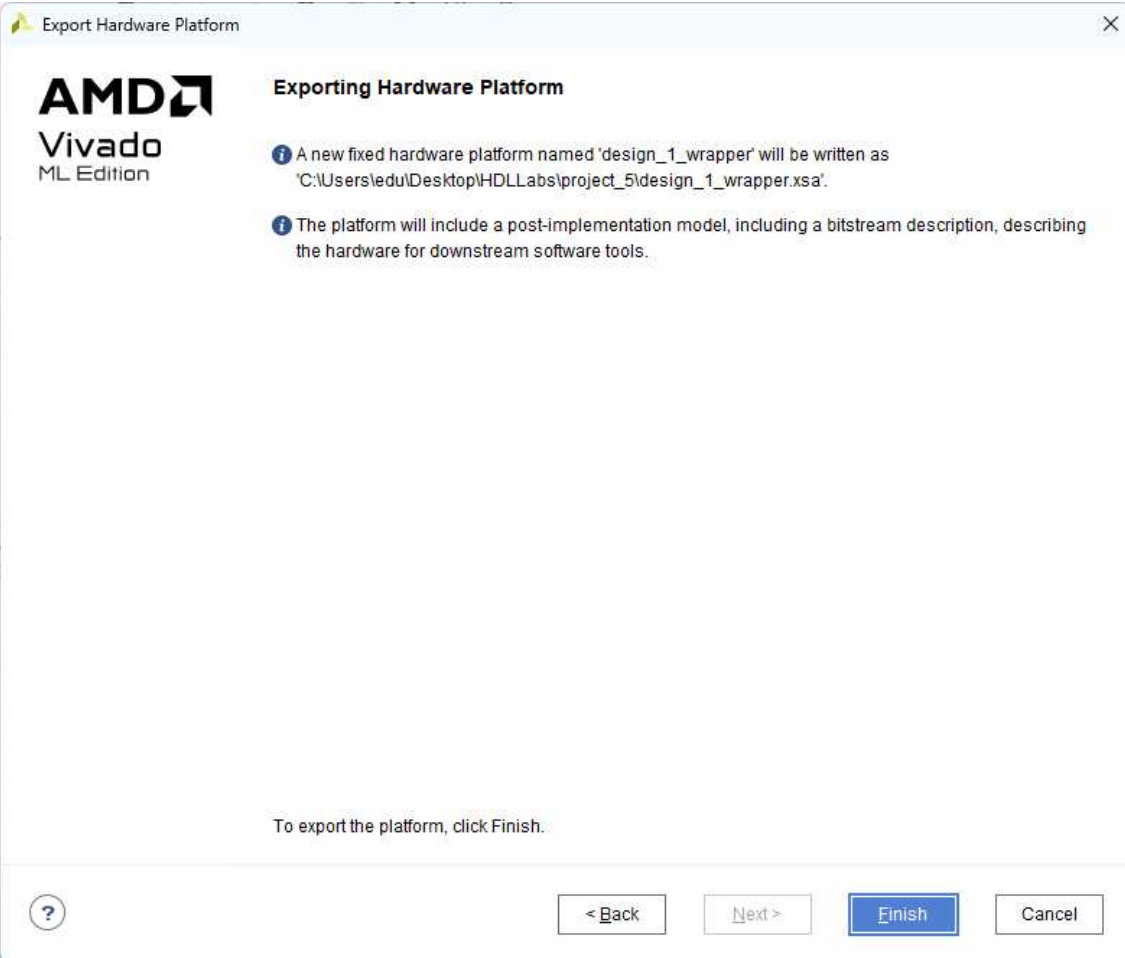 Export Hardware Platform
AMD
Vivado
ML Edition
Exporting Hardware Platform
A new fixed hardware platform named 'design_1_wrapper' will be written as
'C:\Users\edu\Desktop\HDLLabs\project_5\design_1_wrapper.xsa'.
The platform will include a post-implementation model, including a bitstream description, describing
the hardware for downstream software tools.
To export the platform, click Finish.
?
< Back
Next >
Finish
Cancel